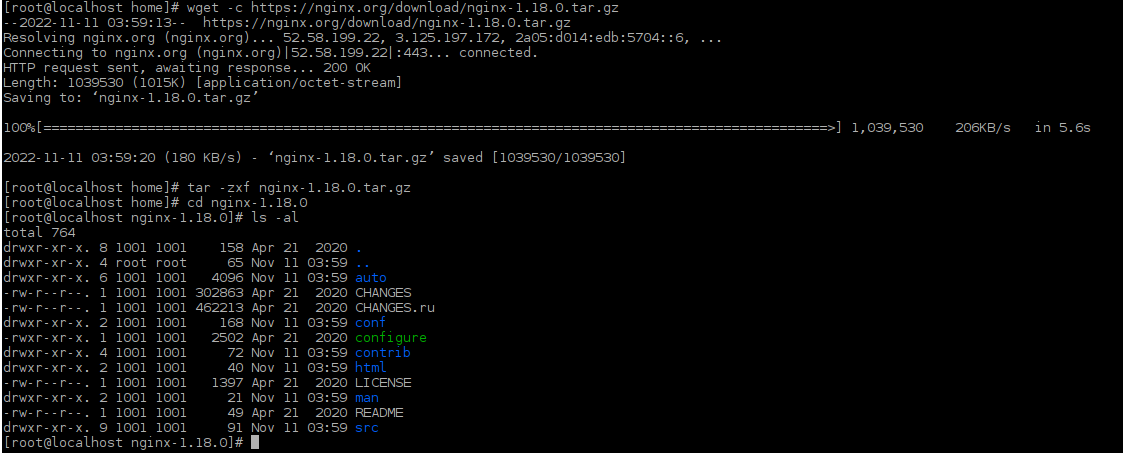 [root@localhost home]# wget -c https://nginx.org/download/nginx-1.18.0.tar.gz
--2022-11-11 03:59:13--  https://nginx.org/download/nginx-1.18.0.tar.gz
Resolving nginx.org (nginx.org)... 52.58.199.22, 3.125.197.172, 2a05:d014:edb:5704::6, ...
Connecting to nginx.org (nginx.org)|52.58.199.22|:443... connected.
HTTP request sent, awaiting response... 200 OK
Length: 1039530 (1015K) [application/octet-stream]
Saving to: ‘nginx-1.18.0.tar.gz’
100%[==================================================================================================>] 1,039,530    206KB/s   in 5.6s
2022-11-11 03:59:20 (180 KB/s) - ‘nginx-1.18.0.tar.gz’ saved [1039530/1039530]
[root@localhost home]# tar -zxf nginx-1.18.0.tar.gz
[root@localhost home]# cd nginx-1.18.0
[root@localhost nginx-1.18.0]# ls -al
total 764
drwxr-xr-x. 8 1001 1001    158 Apr 21  2020 .
drwxr-xr-x. 4 root root     65 Nov 11 03:59 ..
drwxr-xr-x. 6 1001 1001   4096 Nov 11 03:59 auto
-rw-r--r--. 1 1001 1001 302863 Apr 21  2020 CHANGES
-rw-r--r--. 1 1001 1001 462213 Apr 21  2020 CHANGES.ru
drwxr-xr-x. 2 1001 1001    168 Nov 11 03:59 conf
-rwxr-xr-x. 1 1001 1001   2502 Apr 21  2020 configure
drwxr-xr-x. 4 1001 1001     72 Nov 11 03:59 contrib
drwxr-xr-x. 2 1001 1001     40 Nov 11 03:59 html
-rw-r--r--. 1 1001 1001   1397 Apr 21  2020 LICENSE
drwxr-xr-x. 2 1001 1001     21 Nov 11 03:59 man
-rw-r--r--. 1 1001 1001     49 Apr 21  2020 README
drwxr-xr-x. 9 1001 1001     91 Nov 11 03:59 src
[root@localhost nginx-1.18.0]#